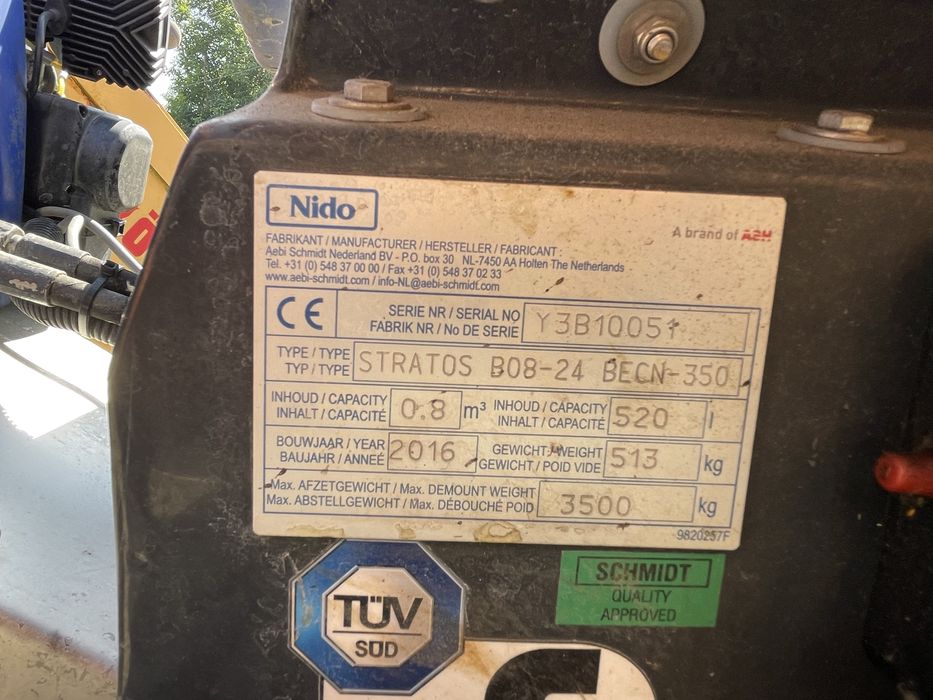 Nido
A brand of ASH
FABRIKANT / MANUFACTURER / HERSTELLER / FABRICANT :
Aebi Schmidt Nederland BV - P.O. box 30 NL-7450 AA Holten The Netherlands
Tel. +31 (0) 548 37 00 00 / Fax +31 (0) 548 37 02 33
www.aebi-schmidt.com / info-NL@aebi-schmidt.com
CE
SERIE NR / SERIAL NO
FABRIK NR / No DE SERIE
Y3B10051
TYPE / TYPE
TYP / TYPE
STRATOS B08-24 BECN-350
INHOUD / CAPACITY
INHALT / CAPACITÉ
0.8 m³
INHOUD / CAPACITY
INHALT / CAPACITÉ
520 l
BOUWJAAR / YEAR
BAUJAHR / ANNEÉ
2016
GEWICHT / WEIGHT
GEWICHT / POID VIDE
513 kg
Max. AFZETGEWICHT / Max. DEMOUNT WEIGHT
Max. ABSTELLGEWICHT / Max. DÉBOUCHÉ POID
3500 kg
9820257F
TÜV
SÜD
SCHMIDT
QUALITY
APPROVED